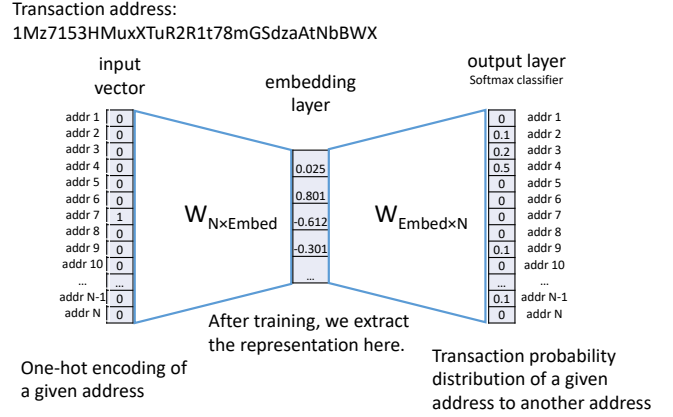 Transaction address:
1Mz7153HMuxXTuR2R1t78mGSdzaAtNbBWX
input
vector
embedding
layer
output layer
Softmax classifier
addr 1 0
addr 2 0
addr 3 0
addr 4 0
addr 5 0
addr 6 0
addr 7 1
addr 8 0
addr 9 0
addr 10 0
... ...
addr N-1 0
addr N 0
W N×Embed
0.025
0.801
-0.612
-0.301
...
W Embed×N
0 addr 1
0.1 addr 2
0.2 addr 3
0.5 addr 4
0 addr 5
0 addr 6
0 addr 7
0 addr 8
0.1 addr 9
0 addr 10
... ...
0.1 addr N-1
0 addr N
After training, we extract
the representation here.
One-hot encoding of
a given address
Transaction probability
distribution of a given
address to another address